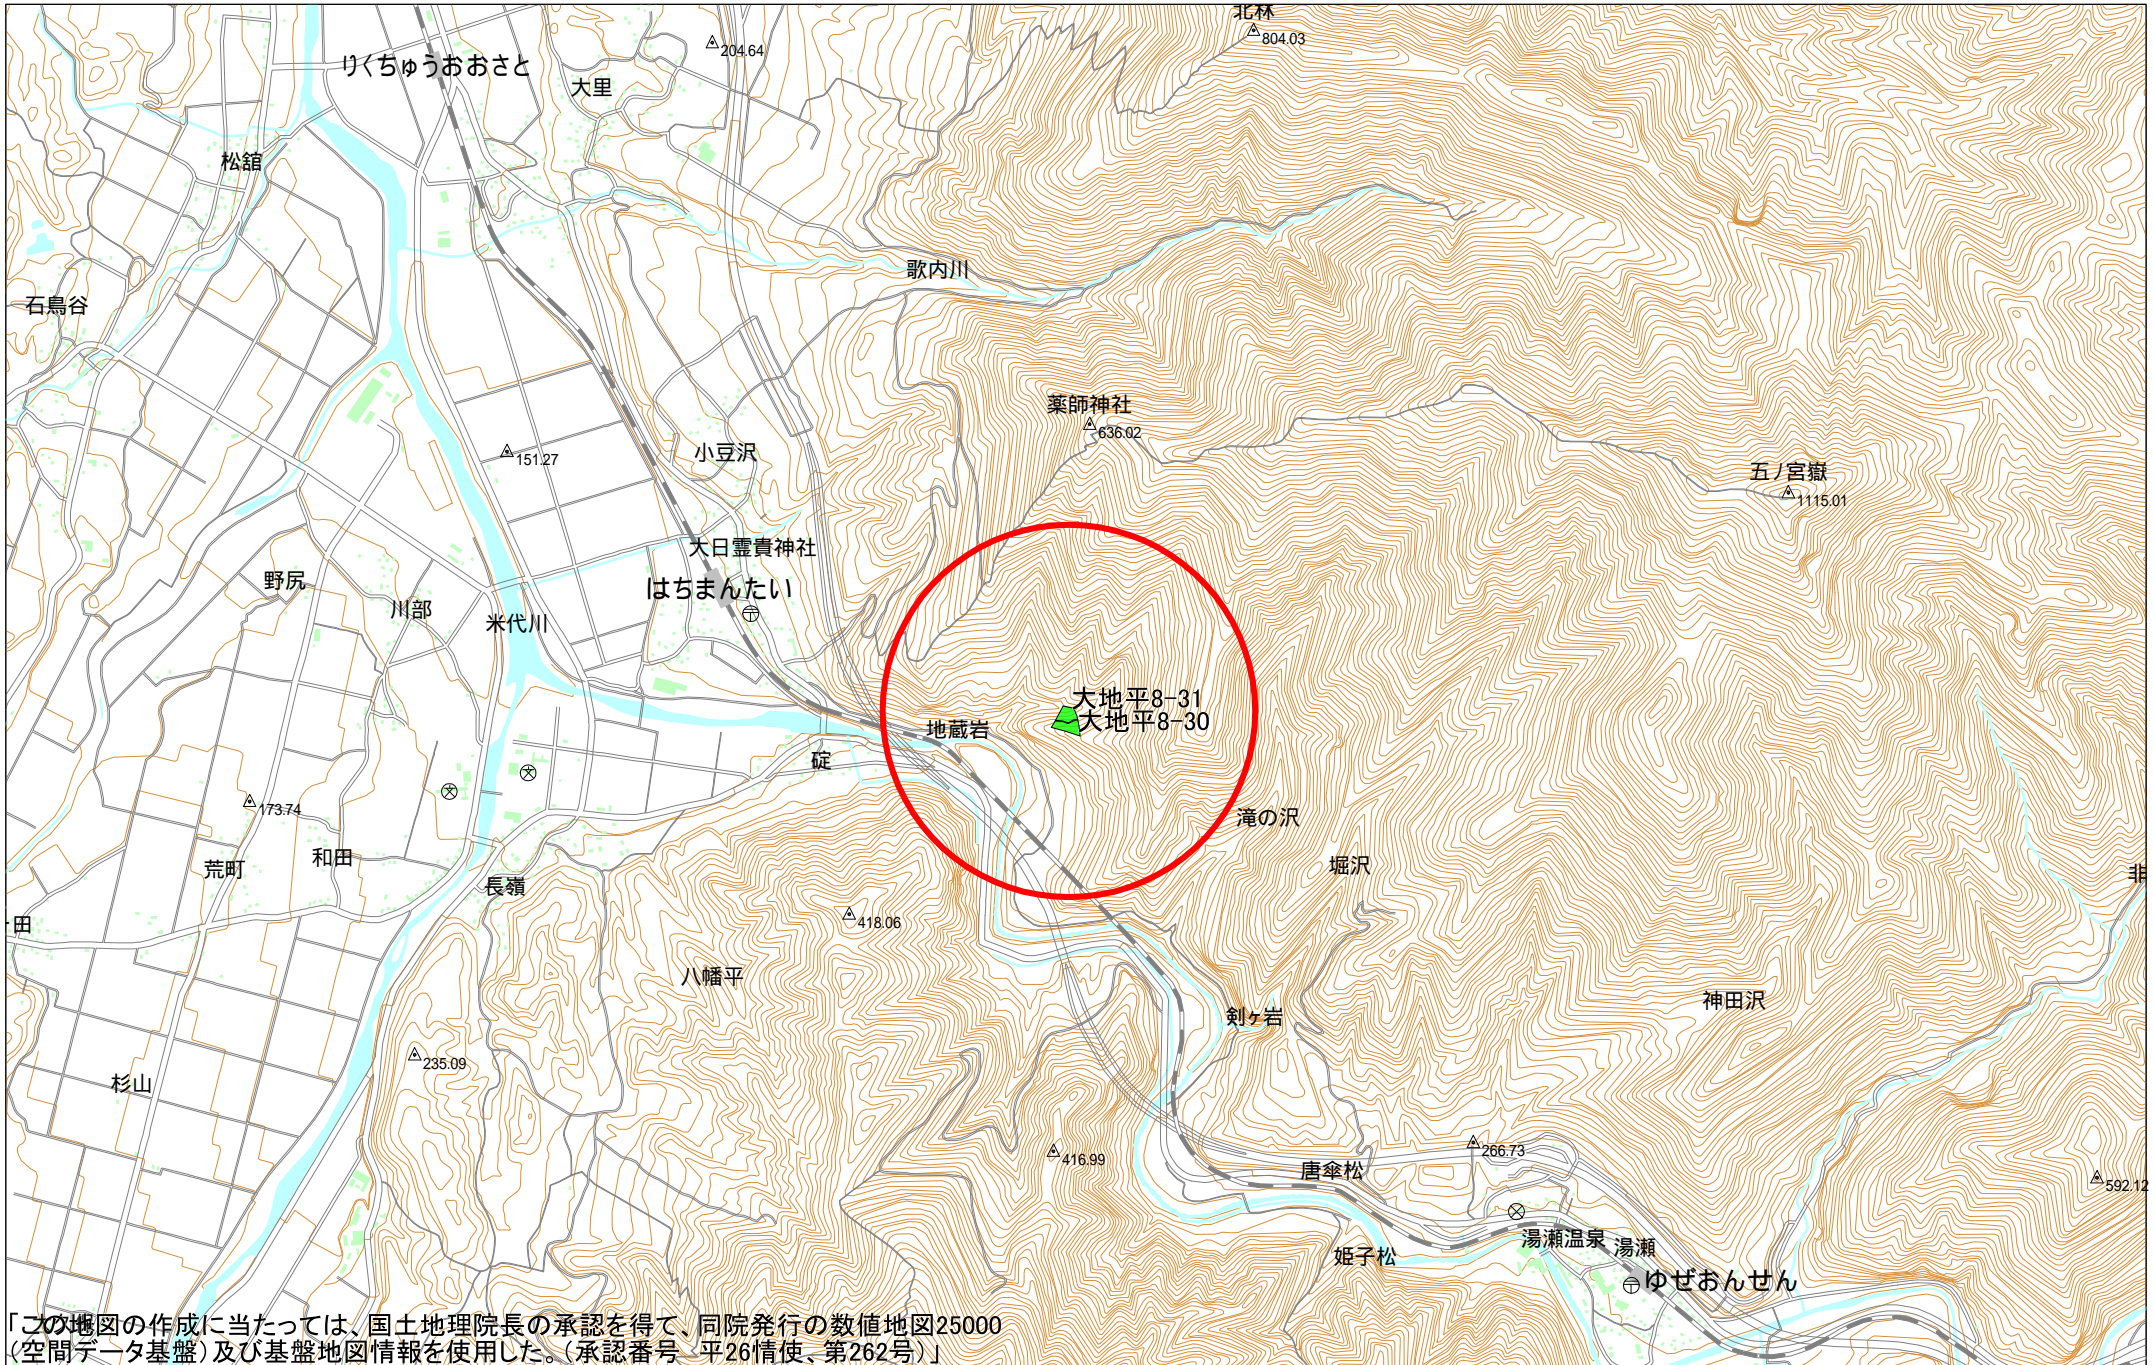 北林
804.03
りくちゅうおおさと
204.64
大里
松舘
歌内川
石鳥谷
薬師神社
636.02
151.27
小豆沢
五ノ宮嶽
1115.01
大日霊貴神社
はちまんたい
野尻
川部
米代川
大地平8-31
大地平8-30
地蔵岩
碇
173.74
滝の沢
荒町
和田
堀沢
長嶺
非
田
418.06
八幡平
神田沢
剣ヶ岩
235.09
杉山
416.99
266.73
唐傘松
592.12
湯瀬温泉
湯瀬
姫子松
ゆぜおんせん
「この地図の作成に当たっては、国土地理院長の承認を得て、同院発行の数値地図25000
(空間データ基盤)及び基盤地図情報を使用した。(承認番号 平26情使、第262号)」